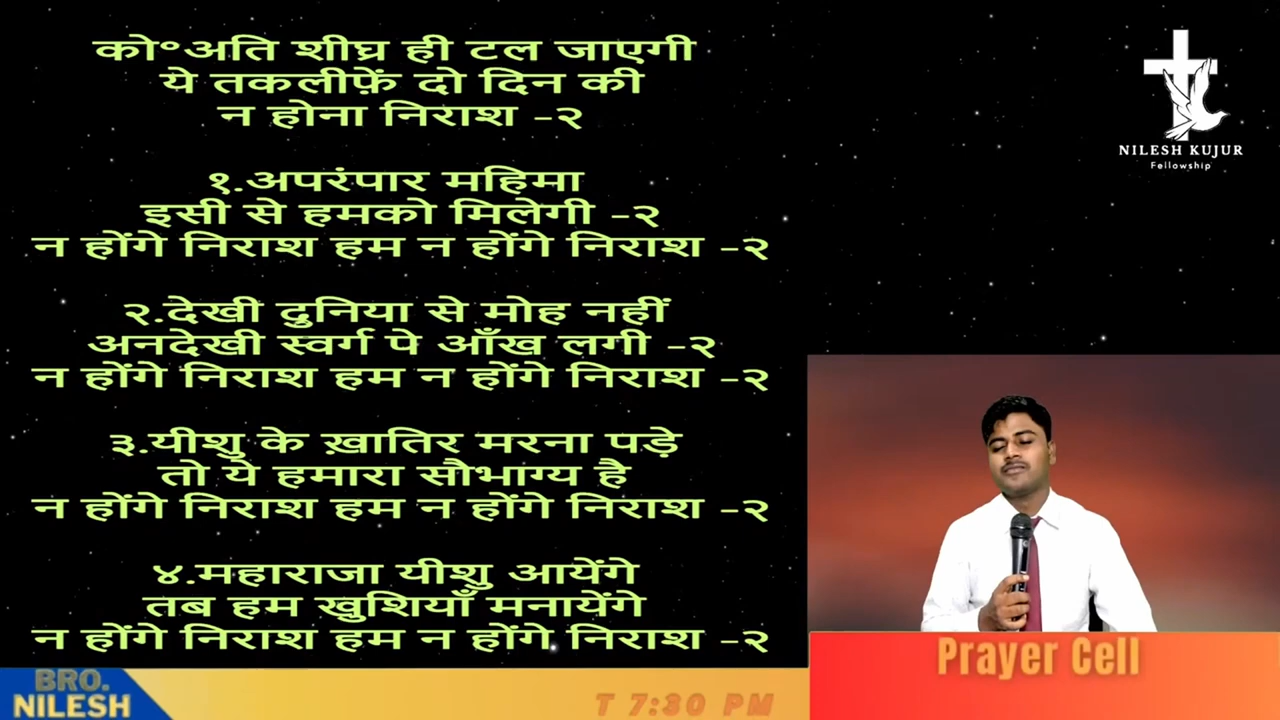 को°अति शीघ्र ही टल जाएगी
ये तकलीफ़ें दो दिन की
न होना निराश -२
१.अपरंपार महिमा
इसी से हमको मिलेगी -२
न होंगे निराश हम न होंगे निराश -२
२.देखी दुनिया से मोह नहीं
अनदेखी स्वर्ग पे आँख लगी -२
न होंगे निराश हम न होंगे निराश -२
३.यीशु के ख़ातिर मरना पड़े
तो ये हमारा सौभाग्य है
न होंगे निराश हम न होंगे निराश -२
४.महाराजा यीशु आयेंगे
तब हम खुशियाँ मनायेंगे
न होंगे निराश हम न होंगे निराश -२
NILESH KUJUR
Fellowship
Prayer Cell
BRO.
NILESH
T 7:30 PM